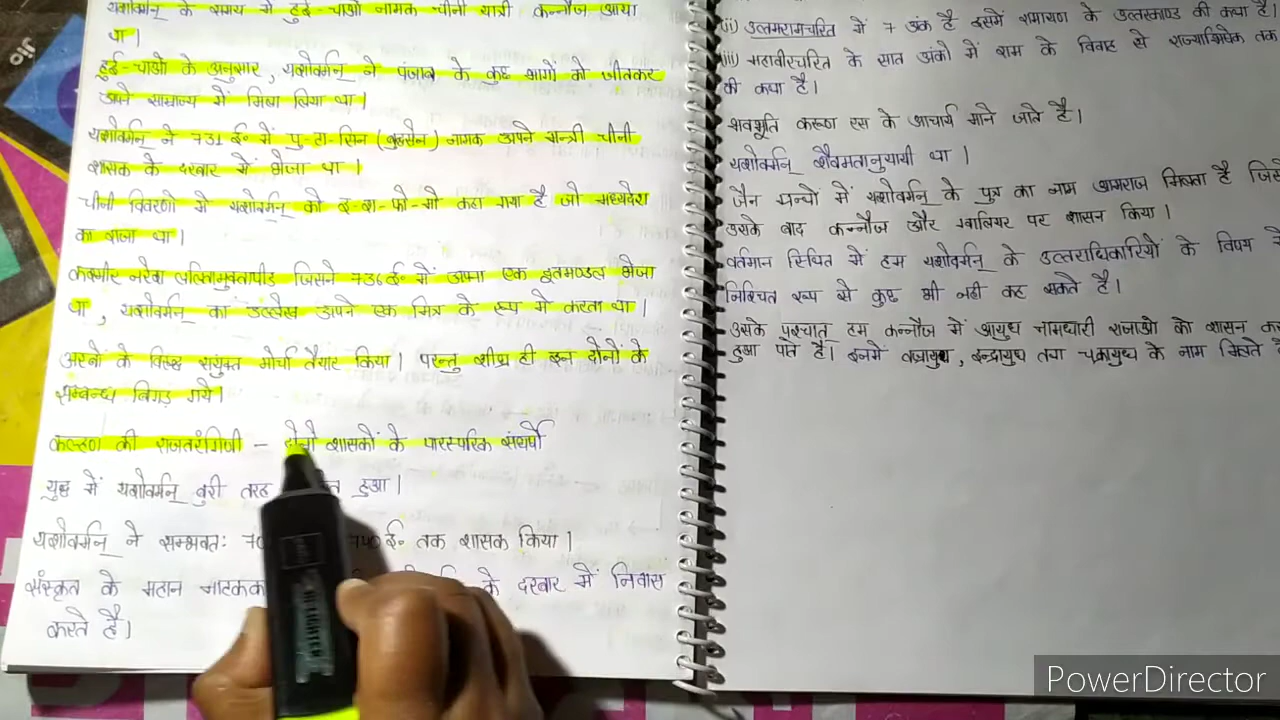 यशोवर्मन् के समय में हुई-चाओ नामक चीनी यात्री कन्नौज आया
था।
हुई-चाओ के अनुसार, यशोवर्मन् ने पंजाब के कुछ भागों को जीतकर
अपने साम्राज्य में मिला लिया था।
यशोवर्मन् ने 731 ई० में पु-टा-सिन (बुद्धसेन) नामक अपने मन्त्री चीनी
शासक के दरबार में भेजा था।
चीनी विवरणो में यशोवर्मन् को इ-श-फो-मो कहा गया है जो मध्यदेश
का राजा था।
कश्मीर नरेश ललितामुक्तापीड जिसने 736 ई० में अपना एक दूतमण्डल भेजा
था, यशोवर्मन् का उल्लेख अपने एक मित्र के रूप मे करता था।
अरबों के विरुद्ध सयुंक्त मोर्चा तैयार किया। परन्तु शीघ्र ही इन दोनों के
सम्बन्ध बिगड़ गये।
कल्हण की राजतरंगिणी - दोनो शासकों के पारस्परिक संघर्षो
युद्ध में यशोवर्मन् बुरी तरह हुआ।
यशोवर्मन् ने सम्भवतः ई० तक शासक किया।
संस्कृत के महान के दरबार में निवास
करते है।
(ii) उत्तमरामचरित में 7 अंक है इसमें रामायण के उत्तरकाण्ड की कथा है।
(iii) महावीरचरित के सात अंको में राम के विवाह से राज्याभिषेक तक
की कथा है।
भवभूति करूणा रस के आचार्य माने जाते है।
यशोवर्मन् शैवमतानुयायी था।
जैन ग्रन्थो में यशोवर्मन् के पुत्र का नाम आमराज मिलता है
उसके बाद कन्नौज और ग्वालियर पर शासन किया।
वर्तमान स्थिति में हम यशोवर्मन् के उत्तराधिकारियों के विषय में
निश्चित रूप से कुछ भी नही कह सकते है।
उसके पश्चात् हम कन्नौज में आयुध नामधारी राजाओ को शासन
हुआ पाते है। इनमें वज्रायुध, इन्द्रायुध तथा चक्रायुध के नाम मिलते
Jio
PowerDirector